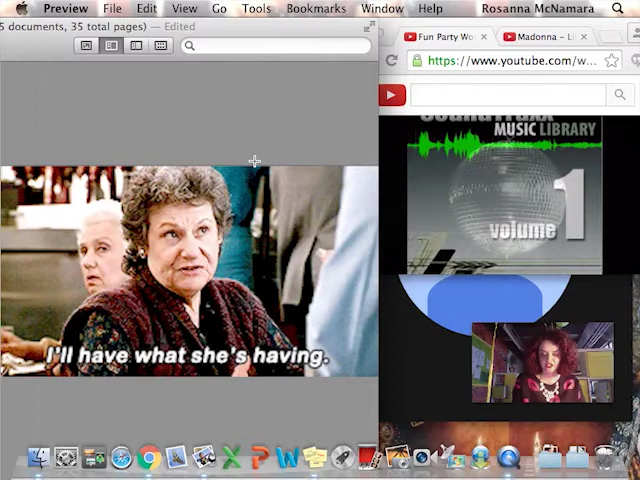 Preview File Edit View Go Tools Bookmarks Window Help Rosanna McNamara
5 documents, 35 total pages) — Edited
Fun Party Wo
Madonna – Li
https://www.youtube.com/w...
MUSIC LIBRARY
volume 1
I'll have what she's having.